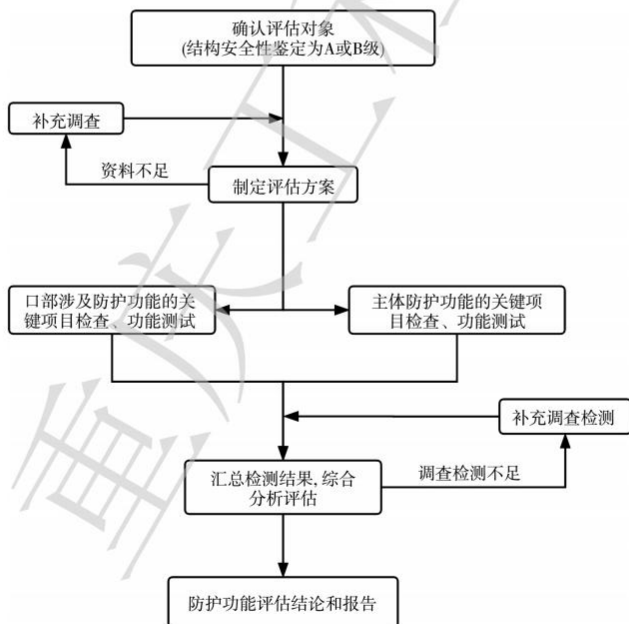 确认评估对象
(结构安全性鉴定为A或B级)
补充调查
资料不足
制定评估方案
口部涉及防护功能的关
键项目检查、功能测试
主体防护功能的关键项
目检查、功能测试
补充调查检测
汇总检测结果,综合
分析评估
调查检测不足
防护功能评估结论和报告
重庆工程